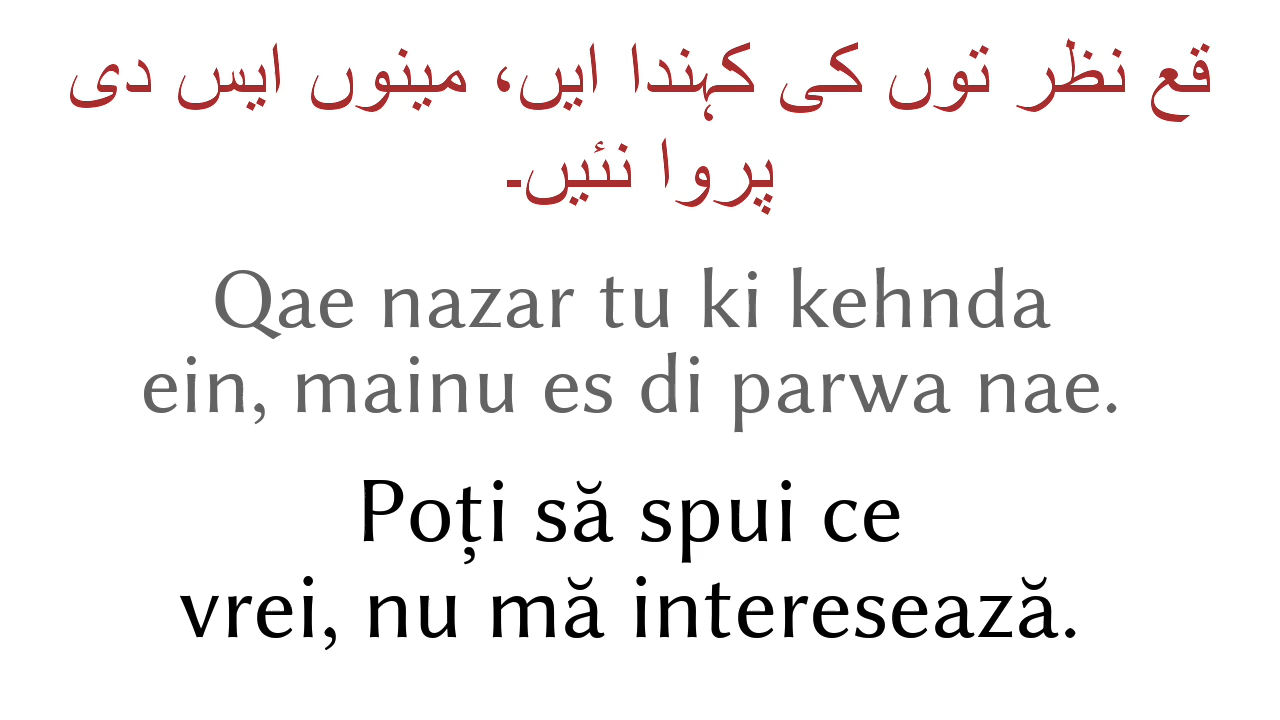 قع نظر توں کی کہندا ایں، مینوں ایس دی
پروا نئیں۔
Qae nazar tu ki kehnda
ein, mainu es di parwa nae.
Poți să spui ce
vrei, nu mă interesează.